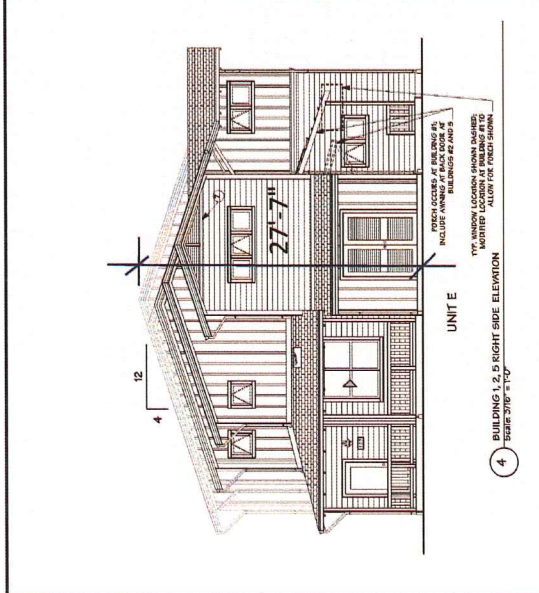 12
4
27'-7"
PORCH OCCURS AT BUILDING #1;
INCLUDE AWNING AT BACK DOOR AT
BUILDINGS #2 AND 5
TYP. WINDOW LOCATION SHOWN DASHED;
MODIFIED LOCATION AT BUILDING #1 TO
ALLOW FOR PORCH SHOWN
UNIT E
4
BUILDING 1, 2, 5 RIGHT SIDE ELEVATION
Scale: 3/16" = 1'-0"